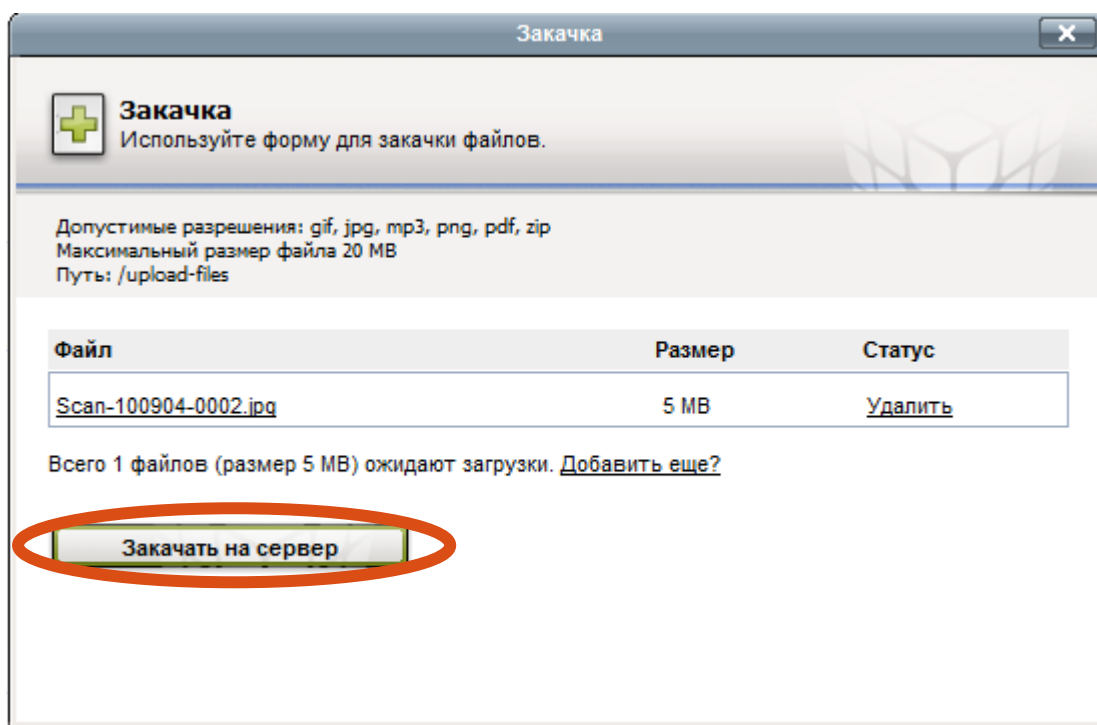 Закачка
Закачка
Используйте форму для закачки файлов.
Допустимые разрешения: gif, jpg, mp3, png, pdf, zip
Максимальный размер файла 20 MB
Путь: /upload-files
Файл Размер Статус
Scan-100904-0002.jpg 5 MB Удалить
Всего 1 файлов (размер 5 MB) ожидают загрузки. Добавить еще?
Закачать на сервер